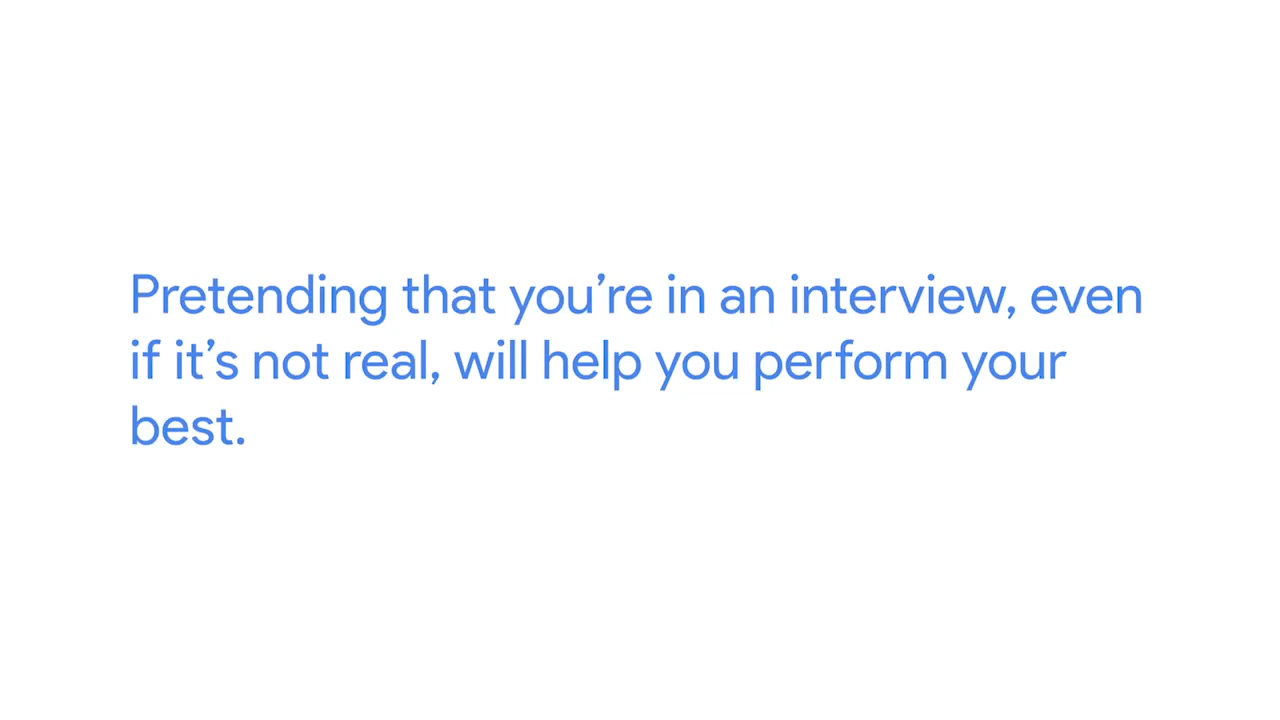 Pretending that you’re in an interview, even
if it’s not real, will help you perform your
best.